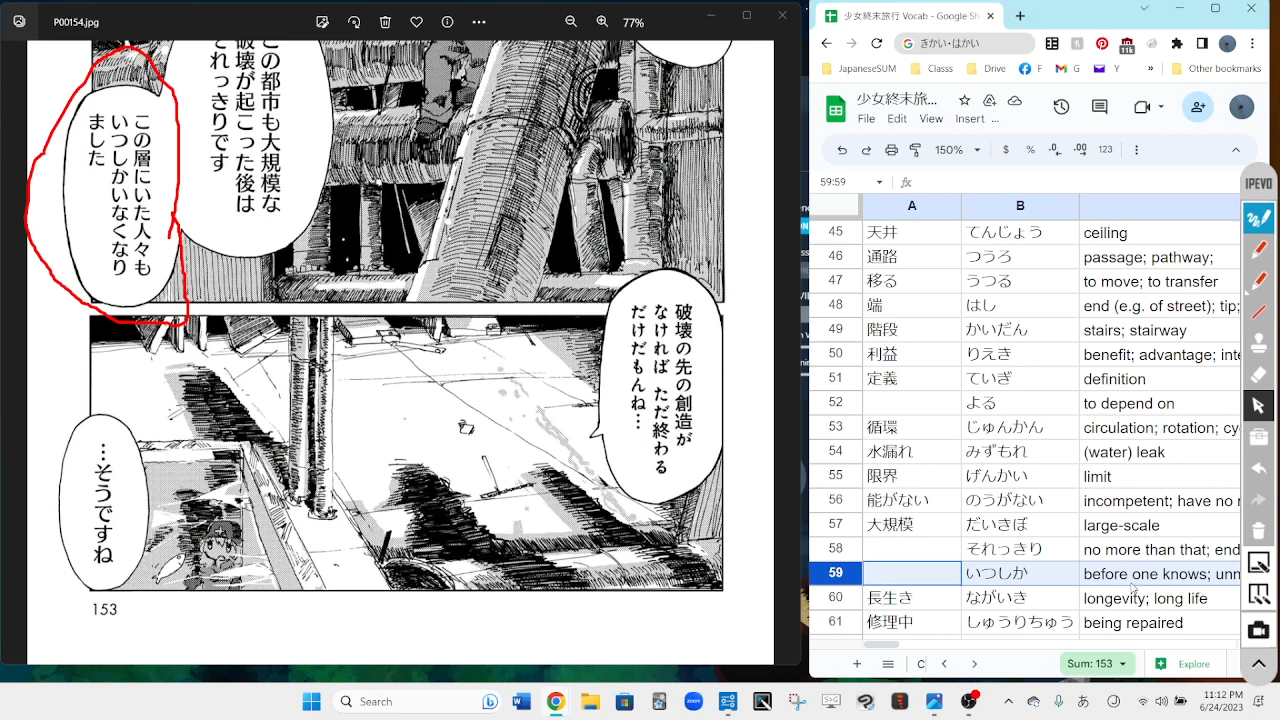 P00154.jpg
77%
この都市も大規模な
破壊が起こった後は
それっきりです
この層にいた人々も
いつしかいなくなり
ました
破壊の先の創造が
なければ ただ終わる
だけだもんね…
…そうですね
153
少女終末旅行 Vocab - Google Sh
さかい・はかい
11k
JapaneseSUM
Classs
Drive
F
G
Y
»
Other bookmarks
少女終末旅…
File
Edit
View
Insert
…
150%
$
%
.0
.00
123
59:59
fx
A
B
45 天井 てんじょう ceiling
46 通路 つうろ passage; pathway;
47 移る うつる to move; to transfer
48 端 はし end (e.g. of street); tip
49 階段 かいだん stairs; stairway
50 利益 りえき benefit; advantage; in
51 定義 ていぎ definition
52 よる to depend on
53 循環 じゅんかん circulation; rotation; cy
54 水漏れ みずもれ (water) leak
55 限界 げんかい limit
56 能がない のうがない incompetent; have no
57 大規模 だいきぼ large-scale
58 それっきり no more than that; end
59 いつしか before one knows; un
60 長生き ながいき longevity; long life
61 修理中 しゅうりちゅう being repaired
Sum: 153
Explore
IPEVO
Search
zoom
あ
11:12 PM
6/24/2023